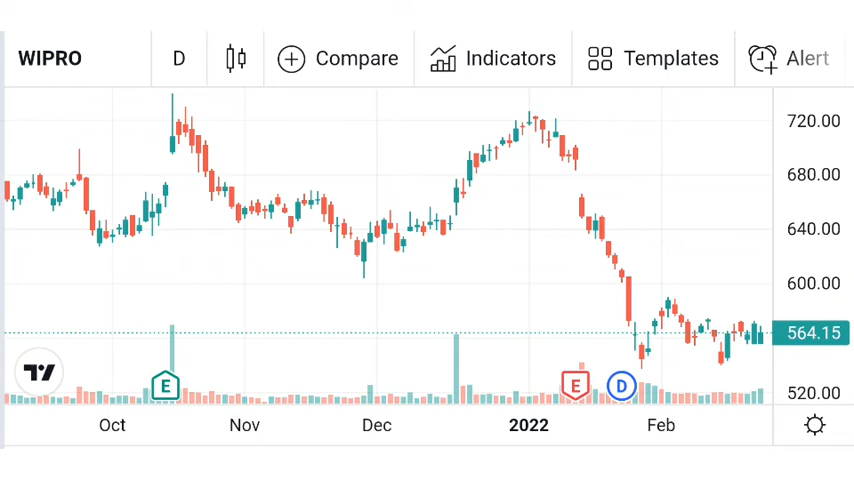 WIPRO D Compare Indicators Templates Alert
720.00
680.00
640.00
600.00
564.15
520.00
E E D
Oct Nov Dec 2022 Feb